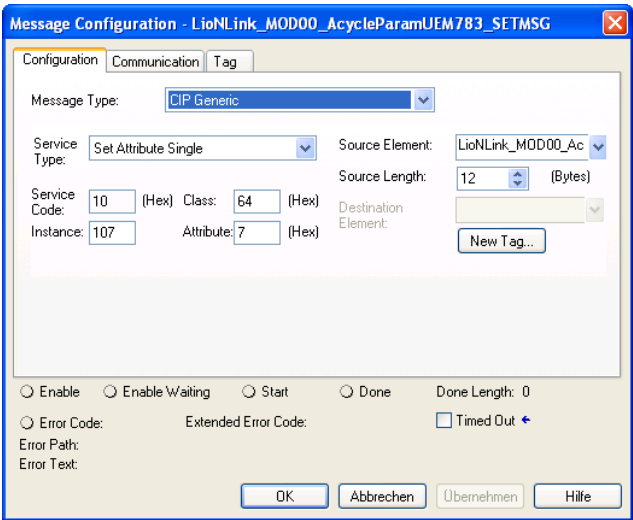 Message Configuration - LioNLink_MOD00_AcycleParamUEM783_SETMSG
Configuration Communication Tag
Message Type: CIP Generic
Service Type: Set Attribute Single
Source Element: LioNLink_MOD00_Ac
Source Length: 12 (Bytes)
Service Code: 10 (Hex) Class: 64 (Hex)
Destination Element:
Instance: 107 Attribute: 7 (Hex)
New Tag...
Enable Enable Waiting Start Done Done Length: 0
Error Code: Extended Error Code: Timed Out
Error Path:
Error Text:
OK Abbrechen Übernehmen Hilfe